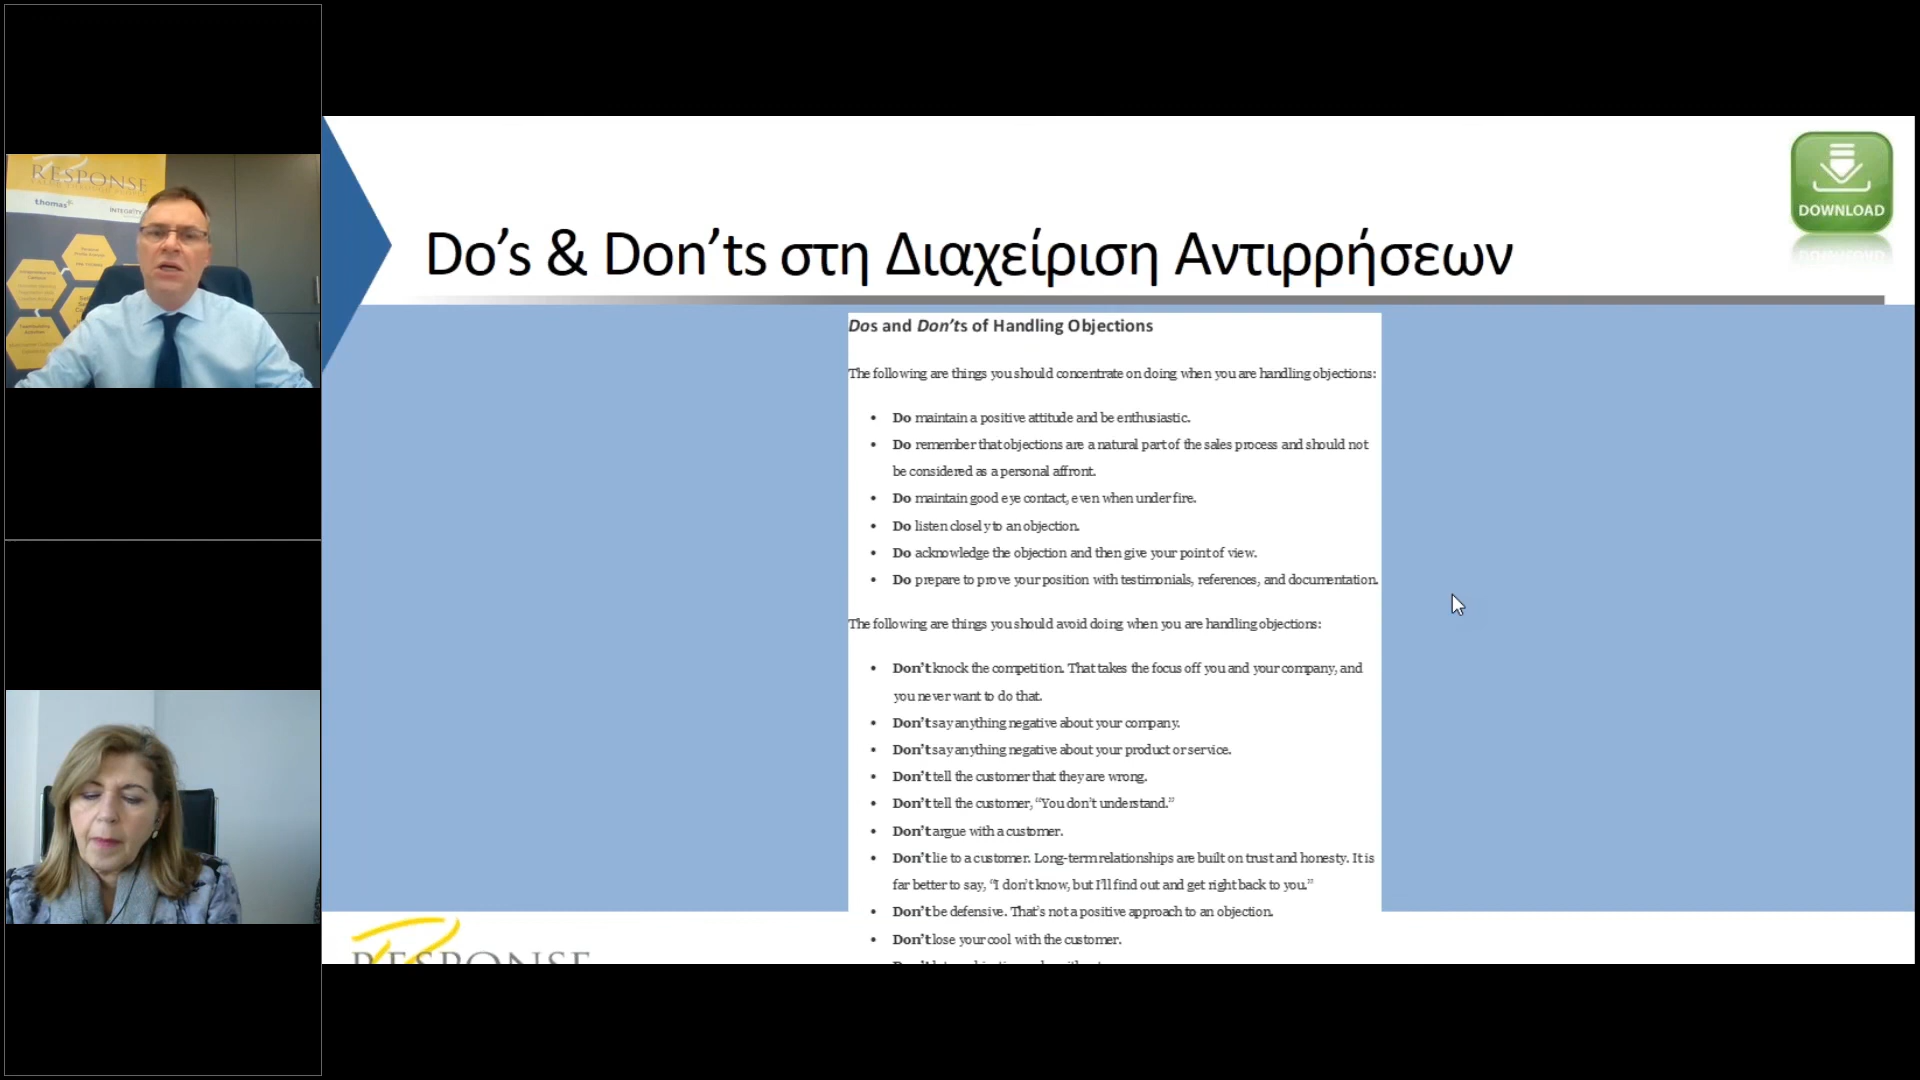 RESPONSE
thomas
DOWNLOAD
Do’s & Don’ts στη Διαχείριση Αντιρρήσεων
Dos and Don’ts of Handling Objections
The following are things you should concentrate on doing when you are handling objections:
• Do maintain a positive attitude and be enthusiastic.
• Do remember that objections are a natural part of the sales process and should not
be considered as a personal affront.
• Do maintain good eye contact, even when under fire.
• Do listen closely to an objection.
• Do acknowledge the objection and then give your point of view.
• Do prepare to prove your position with testimonials, references, and documentation.
The following are things you should avoid doing when you are handling objections:
• Don’t knock the competition. That takes the focus off you and your company, and
you never want to do that.
• Don’t say anything negative about your company.
• Don’t say anything negative about your product or service.
• Don’t tell the customer that they are wrong.
• Don’t tell the customer, “You don’t understand.”
• Don’t argue with a customer.
• Don’t lie to a customer. Long-term relationships are built on trust and honesty. It is
far better to say, “I don’t know, but I’ll find out and get right back to you.”
• Don’t be defensive. That’s not a positive approach to an objection.
• Don’t lose your cool with the customer.
RESPONSE